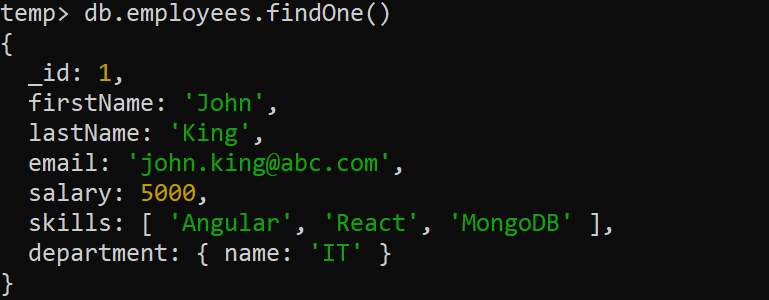 temp> db.employees.findOne()
{
  _id: 1,
  firstName: 'John',
  lastName: 'King',
  email: 'john.king@abc.com',
  salary: 5000,
  skills: [ 'Angular', 'React', 'MongoDB' ],
  department: { name: 'IT' }
}